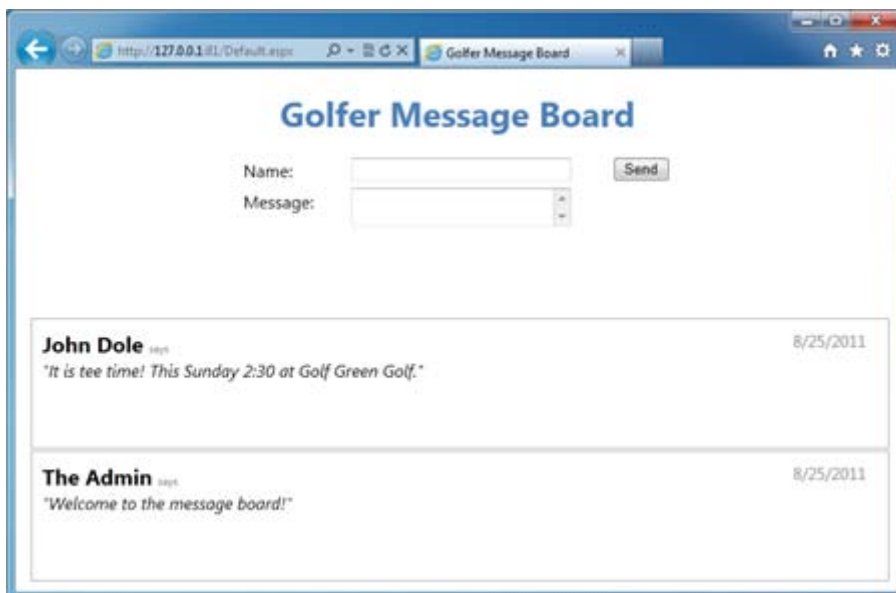 http://127.0.0.1:81/Default.aspx
Golfer Message Board
Golfer Message Board
Name:
Send
Message:
John Dole says
8/25/2011
"It is tee time! This Sunday 2:30 at Golf Green Golf."
The Admin says
8/25/2011
"Welcome to the message board!"